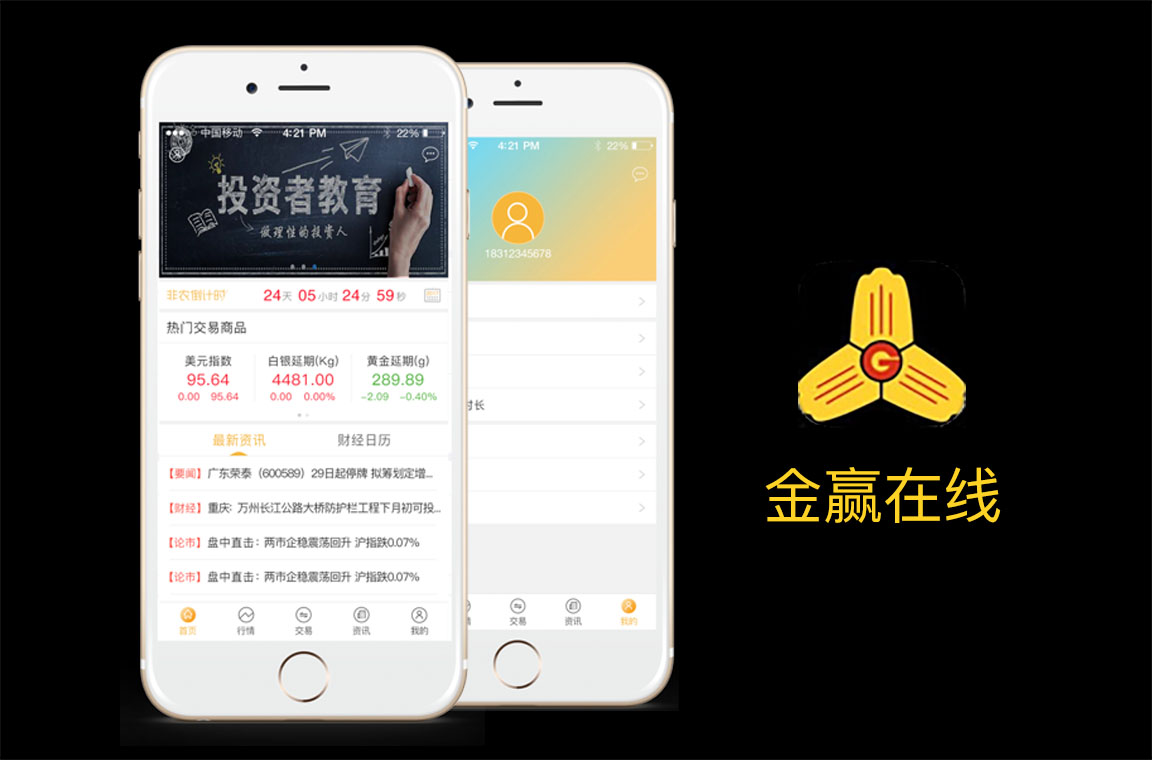 中国移动 4:21 PM 22%
投资者教育
做理性的投资人
非农倒计时 24天 05小时 24分 59秒
热门交易商品
美元指数 白银延期(Kg) 黄金延期(g)
95.64 4481.00 289.89
0.00 95.64 0.00 0.00% -2.09 -0.40%
最新资讯 财经日历
【要闻】广东荣泰（600589）29日起停牌 拟筹划定增...
【财经】重庆：万州长江公路大桥防护栏工程下月初可投...
【论市】盘中直击：两市企稳震荡回升 沪指跌0.07%
【论市】盘中直击：两市企稳震荡回升 沪指跌0.07%
首页 行情 交易 资讯 我的
4:21 PM 22%
18312345678
时长
情 交易 资讯 我的
G
金赢在线